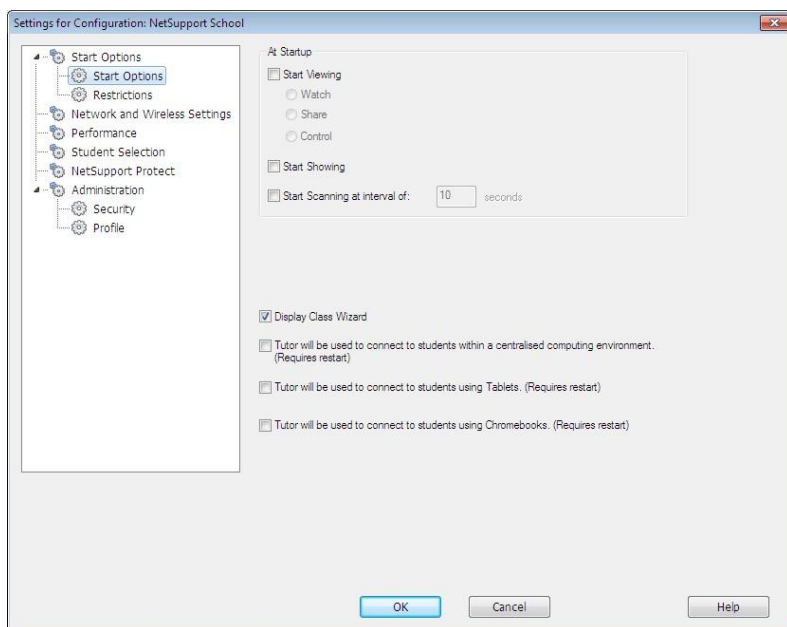 Settings for Configuration: NetSupport School
Start Options
Start Options
Restrictions
Network and Wireless Settings
Performance
Student Selection
NetSupport Protect
Administration
Security
Profile
At Startup
Start Viewing
Watch
Share
Control
Start Showing
Start Scanning at interval of: 10 seconds
Display Class Wizard
Tutor will be used to connect to students within a centralised computing environment.
(Requires restart)
Tutor will be used to connect to students using Tablets. (Requires restart)
Tutor will be used to connect to students using Chromebooks. (Requires restart)
OK Cancel Help